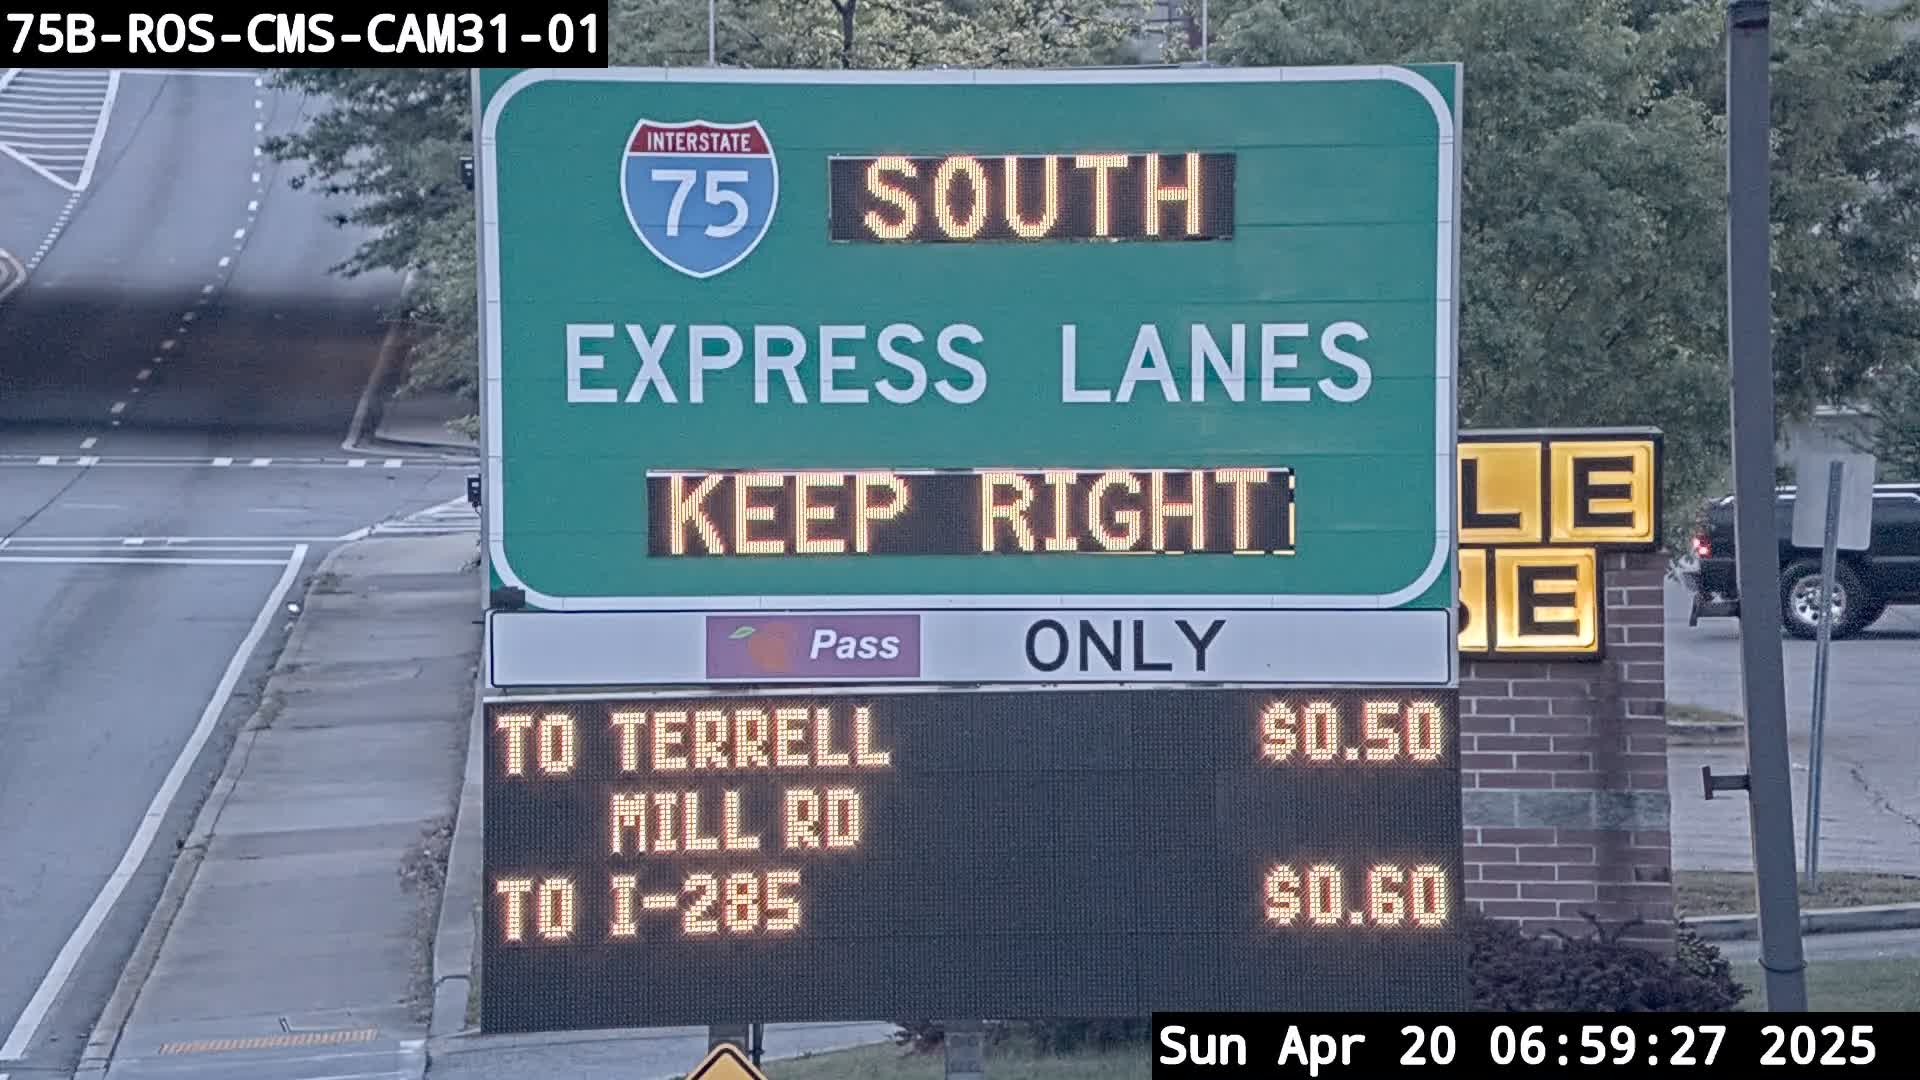 75B-ROS-CMS-CAM31-01
INTERSTATE
75
SOUTH
EXPRESS LANES
KEEP RIGHT
Pass ONLY
TO TERRELL $0.50
MILL RD
TO I-285 $0.60
LE
E
Sun Apr 20 06:59:27 2025